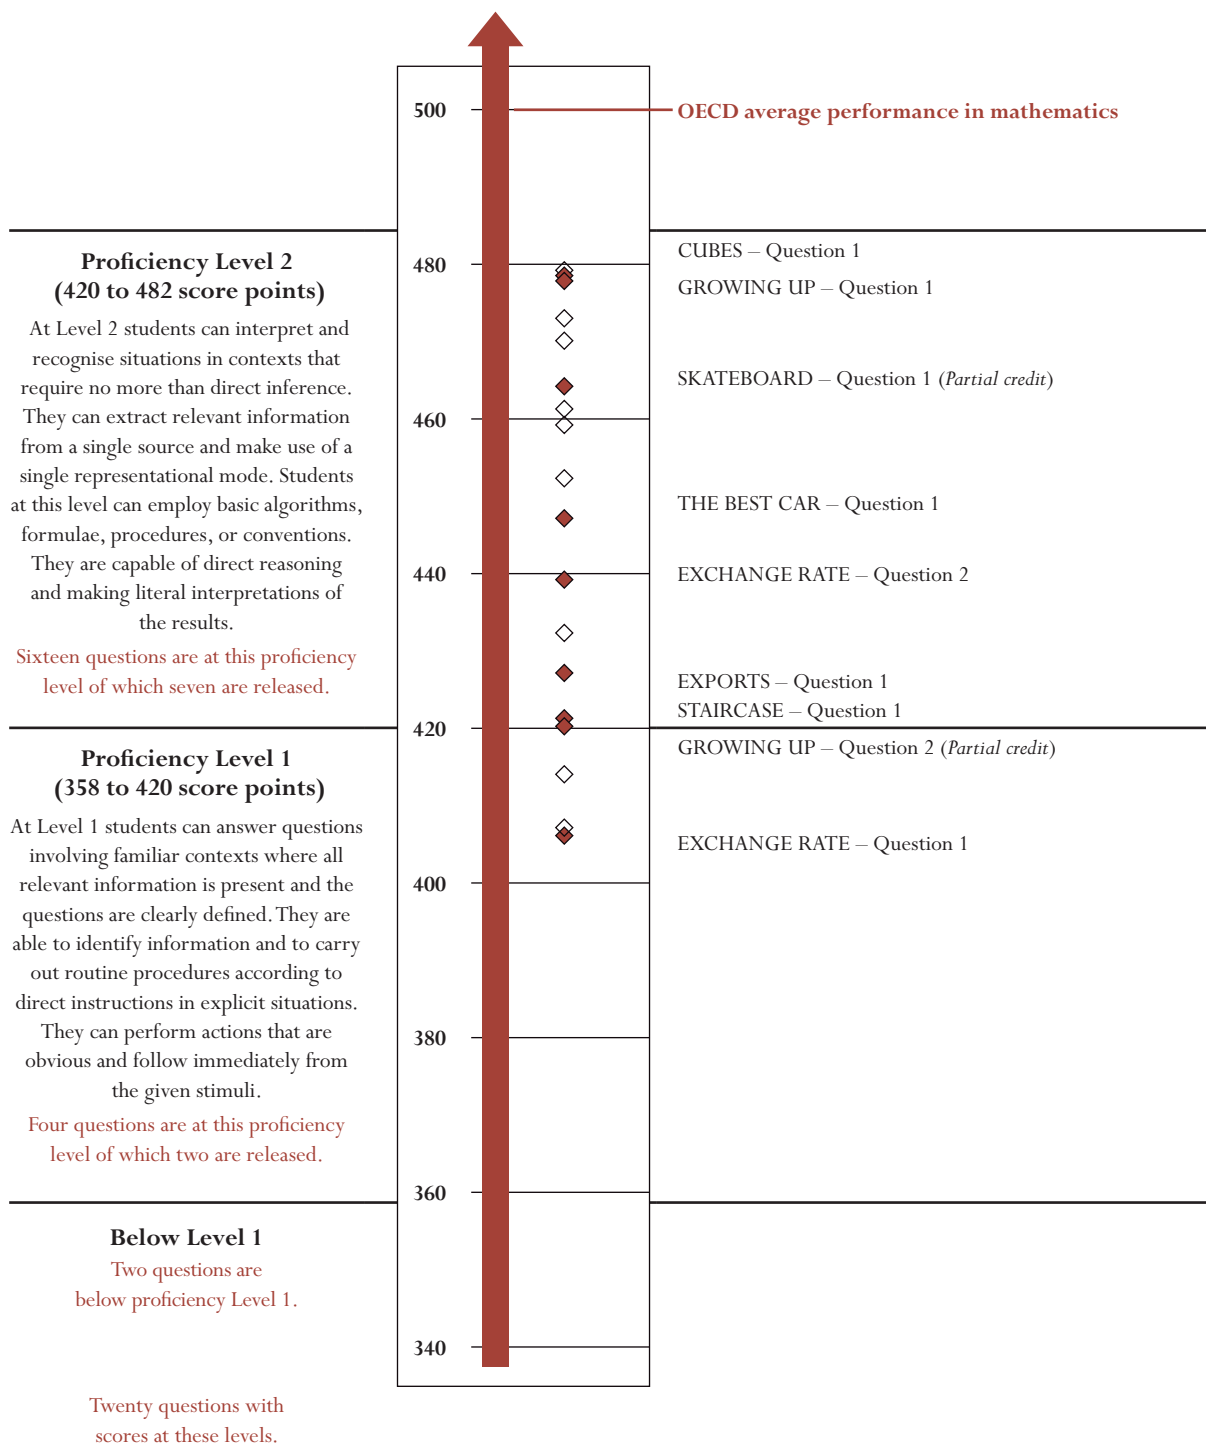 500
OECD average performance in mathematics
Proficiency Level 2
(420 to 482 score points)
At Level 2 students can interpret and
recognise situations in contexts that
require no more than direct inference.
They can extract relevant information
from a single source and make use of a
single representational mode. Students
at this level can employ basic algorithms,
formulae, procedures, or conventions.
They are capable of direct reasoning
and making literal interpretations of
the results.
Sixteen questions are at this proficiency
level of which seven are released.
480
460
440
420
CUBES – Question 1
GROWING UP – Question 1
SKATEBOARD – Question 1 (Partial credit)
THE BEST CAR – Question 1
EXCHANGE RATE – Question 2
EXPORTS – Question 1
STAIRCASE – Question 1
Proficiency Level 1
(358 to 420 score points)
At Level 1 students can answer questions
involving familiar contexts where all
relevant information is present and the
questions are clearly defined. They are
able to identify information and to carry
out routine procedures according to
direct instructions in explicit situations.
They can perform actions that are
obvious and follow immediately from
the given stimuli.
Four questions are at this proficiency
level of which two are released.
400
380
360
GROWING UP – Question 2 (Partial credit)
EXCHANGE RATE – Question 1
Below Level 1
Two questions are
below proficiency Level 1.
340
Twenty questions with
scores at these levels.